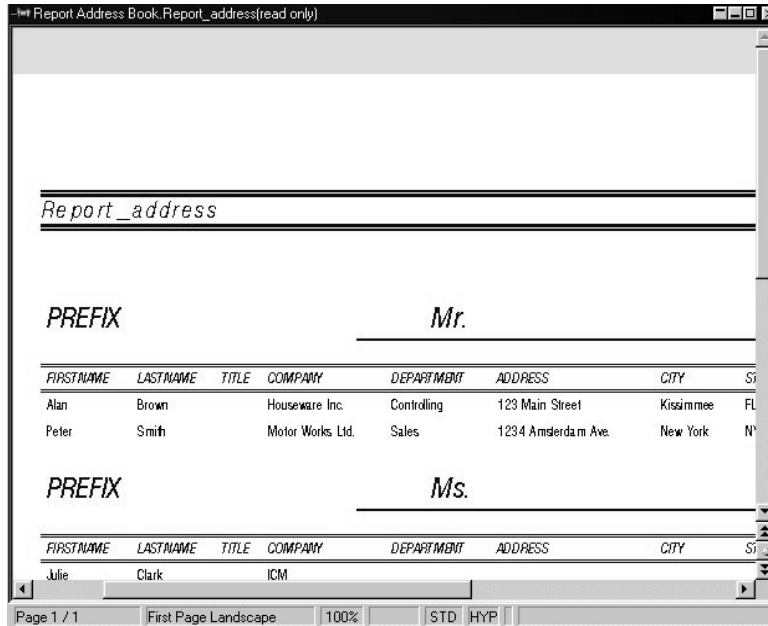 Report Address Book.Report_address(read only)
Report_address
PREFIX Mr.
FIRSTNAME LASTNAME TITLE COMPANY DEPARTMENT ADDRESS CITY
Alan Brown Houseware Inc. Controlling 123 Main Street Kissimmee FL
Peter Smith Motor Works Ltd. Sales 1234 Amsterdam Ave. New York
PREFIX Ms.
FIRSTNAME LASTNAME TITLE COMPANY DEPARTMENT ADDRESS CITY
Julie Clark ICM
Page 1 / 1 First Page Landscape 100% STD HYP